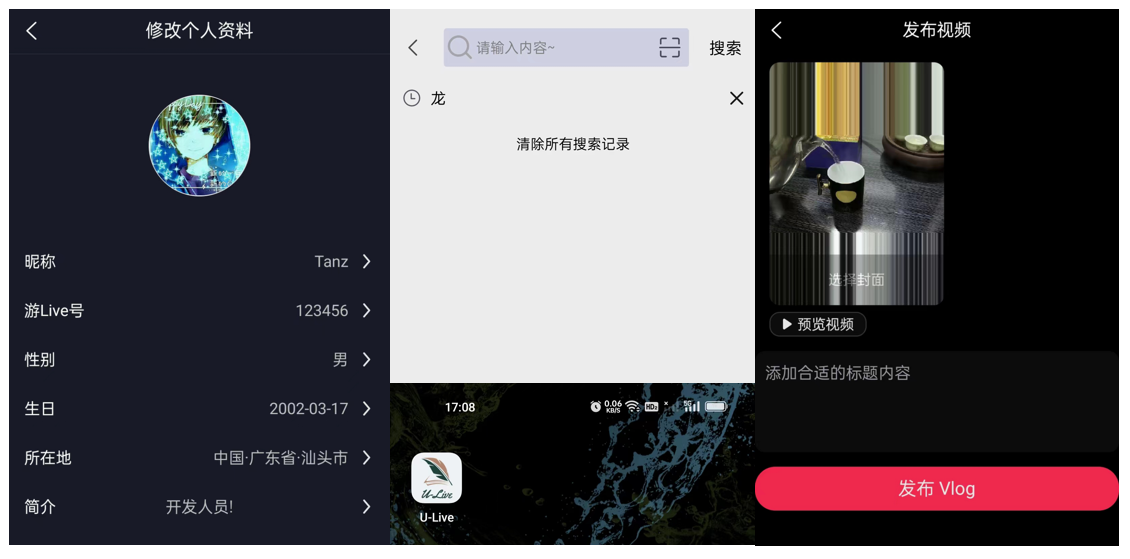 修改个人资料
昵称
Tanz
游Live号
123456
性别
男
生日
2002-03-17
所在地
中国·广东省·汕头市
简介
开发人员!
请输入内容~
搜索
龙
清除所有搜索记录
17:08
0.06
KB/S
HD2
5G
U-Live
U-Live
发布视频
选择封面
预览视频
添加合适的标题内容
发布 Vlog